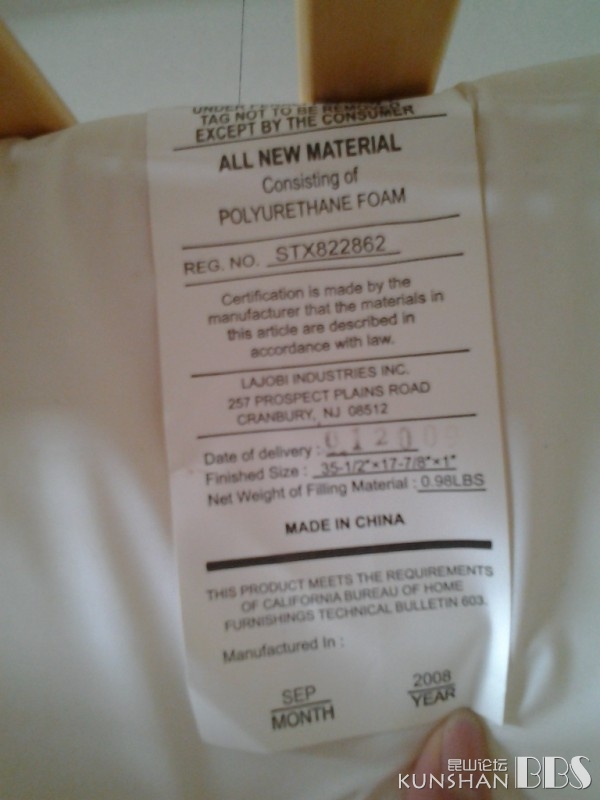 TAG NOT TO BE REMOVED
EXCEPT BY THE CONSUMER
ALL NEW MATERIAL
Consisting of
POLYURETHANE FOAM
REG. NO. STX822862
Certification is made by the
manufacturer that the materials in
this article are described in
accordance with law.
LAJOBI INDUSTRIES INC.
257 PROSPECT PLAINS ROAD
CRANBURY, NJ 08512
Date of delivery :
Finished Size : 35-1/2"×17-7/8"×1"
Net Weight of Filling Material : 0.98LBS
MADE IN CHINA
THIS PRODUCT MEETS THE REQUIREMENTS
OF CALIFORNIA BUREAU OF HOME
FURNISHINGS TECHNICAL BULLETIN 603.
Manufactured In :
SEP 2008
MONTH YEAR
昆山论坛
KUNSHAN BBS